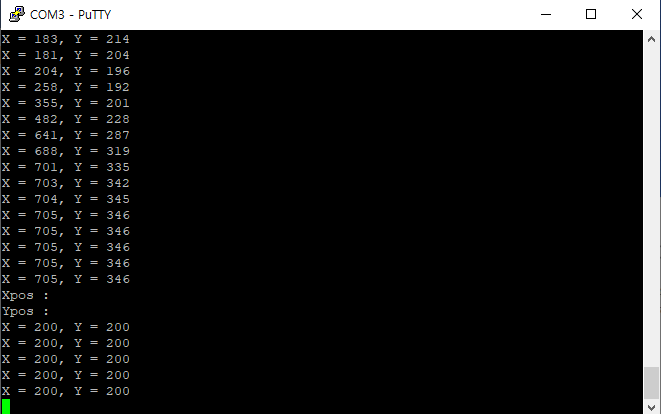 COM3 - PuTTY
X = 183, Y = 214
X = 181, Y = 204
X = 204, Y = 196
X = 258, Y = 192
X = 355, Y = 201
X = 482, Y = 228
X = 641, Y = 287
X = 688, Y = 319
X = 701, Y = 335
X = 703, Y = 342
X = 704, Y = 345
X = 705, Y = 346
X = 705, Y = 346
X = 705, Y = 346
X = 705, Y = 346
X = 705, Y = 346
Xpos :
Ypos :
X = 200, Y = 200
X = 200, Y = 200
X = 200, Y = 200
X = 200, Y = 200
X = 200, Y = 200